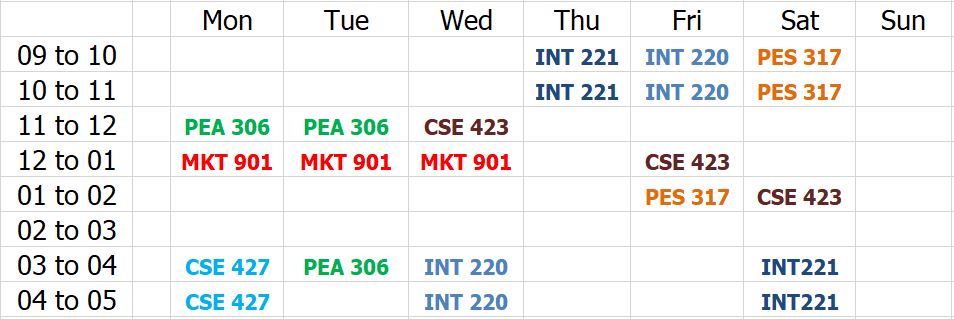 Mon Tue Wed Thu Fri Sat Sun
09 to 10 INT 221 INT 220 PES 317
10 to 11 INT 221 INT 220 PES 317
11 to 12 PEA 306 PEA 306 CSE 423
12 to 01 MKT 901 MKT 901 MKT 901 CSE 423
01 to 02 PES 317 CSE 423
02 to 03
03 to 04 CSE 427 PEA 306 INT 220 INT221
04 to 05 CSE 427 INT 220 INT221